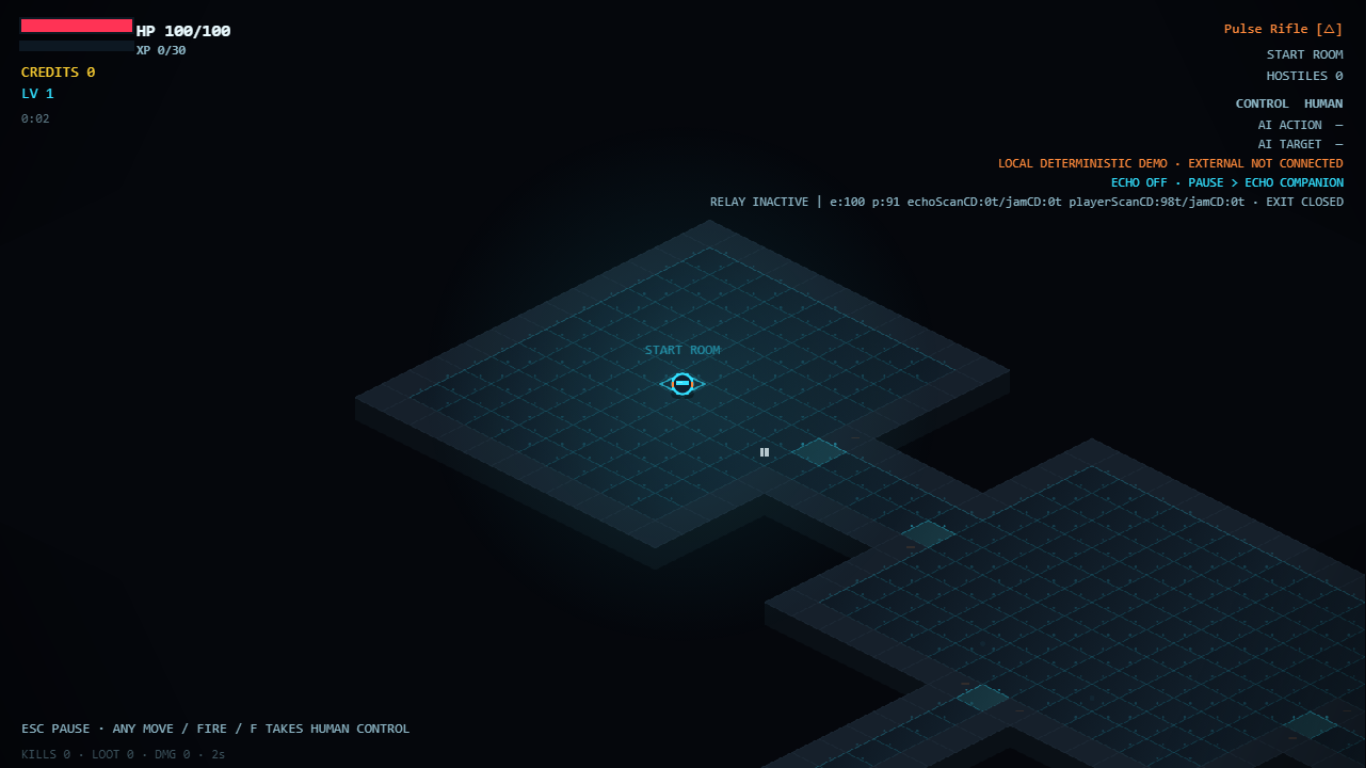 HP 100/100
XP 0/30
CREDITS 0
LV 1
0:02
Pulse Rifle [△]
START ROOM
HOSTILES 0
CONTROL HUMAN
AI ACTION —
AI TARGET —
LOCAL DETERMINISTIC DEMO · EXTERNAL NOT CONNECTED
ECHO OFF · PAUSE > ECHO COMPANION
RELAY INACTIVE | e:100 p:91 echoScanCD:0t/jamCD:0t playerScanCD:98t/jamCD:0t · EXIT CLOSED
START ROOM
ESC PAUSE · ANY MOVE / FIRE / F TAKES HUMAN CONTROL
KILLS 0 · LOOT 0 · DMG 0 · 2s